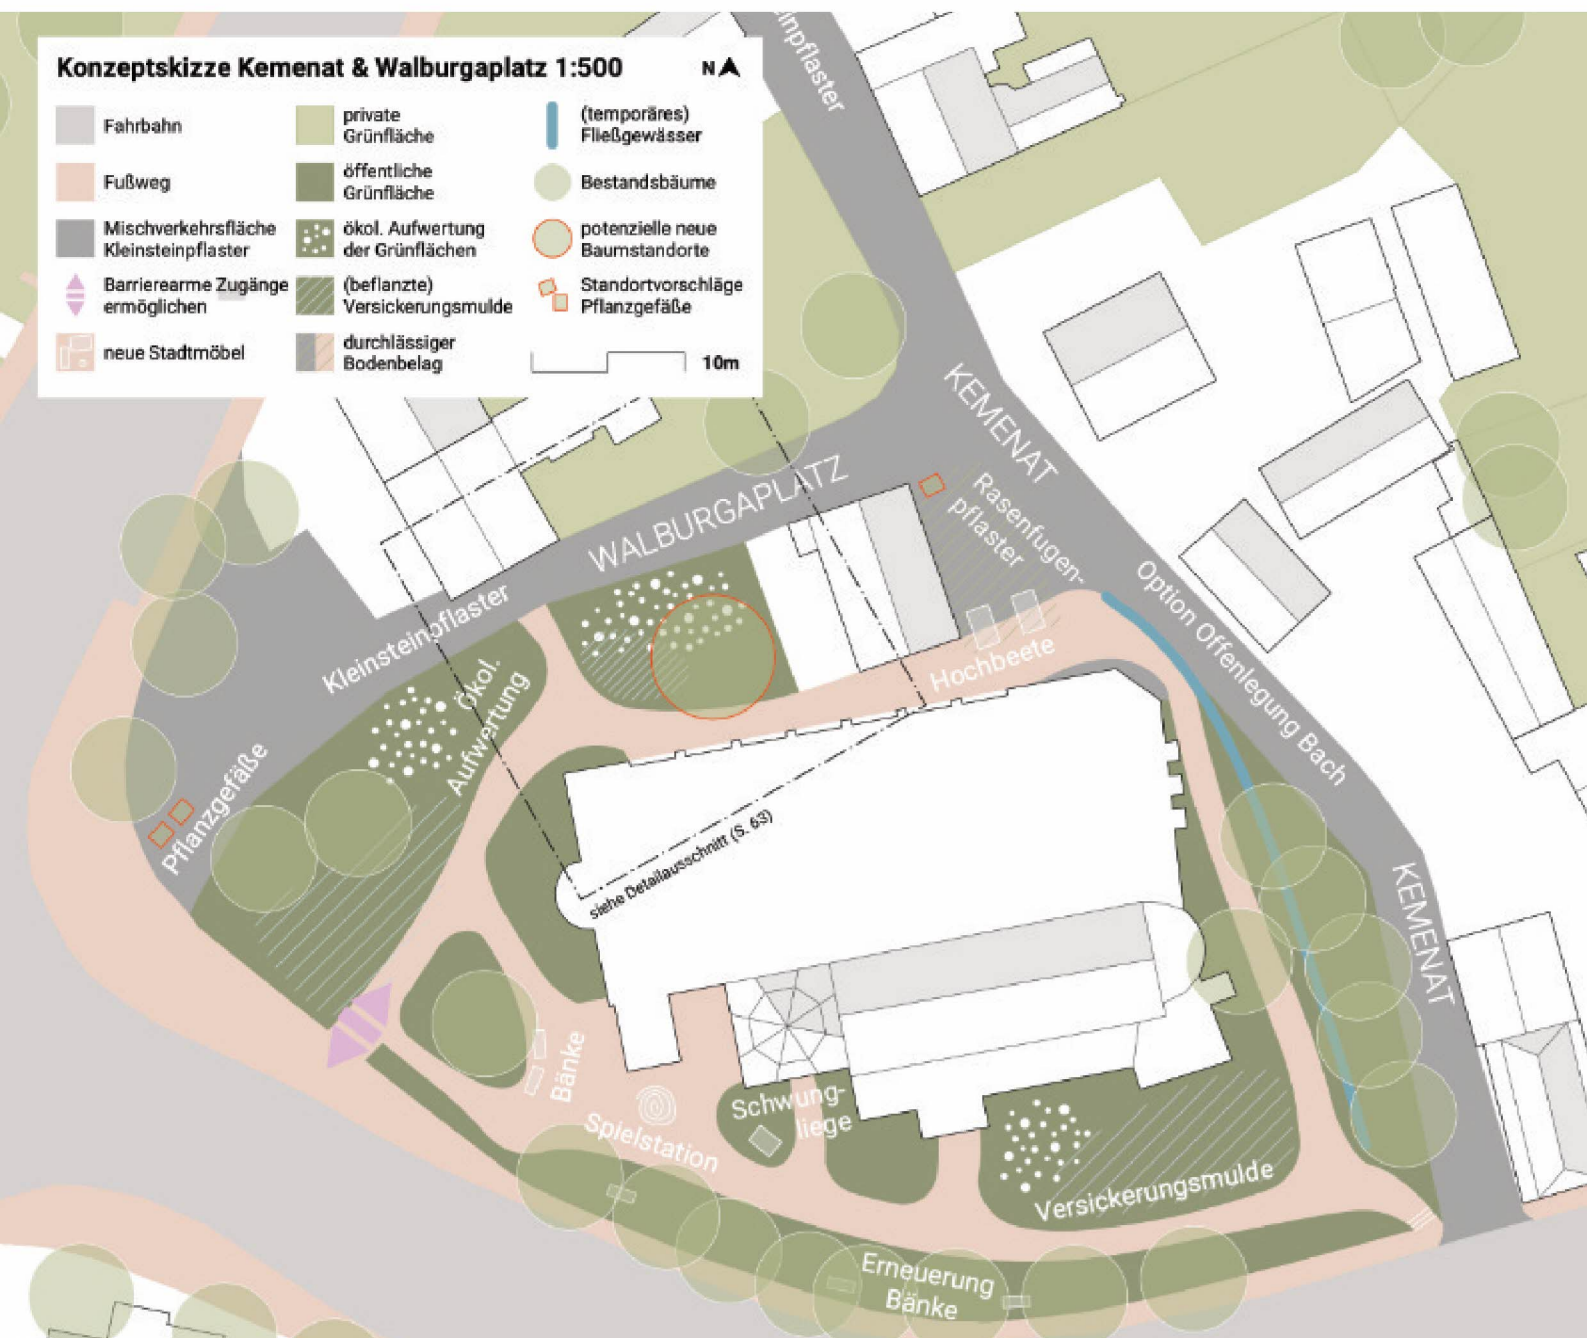 Konzeptskizze Kemenat & Walburgaplatz 1:500
N
Fahrbahn
Fußweg
Mischverkehrsfläche
Kleinsteinpflaster
Barrierearme Zugänge
ermöglichen
neue Stadtmöbel
private
Grünfläche
öffentliche
Grünfläche
ökol. Aufwertung
der Grünflächen
(beflanzte)
Versickerungsmulde
durchlässiger
Bodenbelag
(temporäres)
Fließgewässer
Bestandsbäume
potenzielle neue
Baumstandorte
Standortvorschläge
Pflanzgefäße
10m
einpflaster
KEMENAT
WALBURGAPLATZ
Rasenfugen-
pflaster
Kleinsteinpflaster
Option Offenlegung Bach
Hochbeete
Ökol.
Aufwertung
Pflanzgefäße
siehe Detailausschnitt (S. 63)
KEMENAT
Bänke
Spielstation
Schwung-
liege
Versickerungsmulde
Erneuerung
Bänke